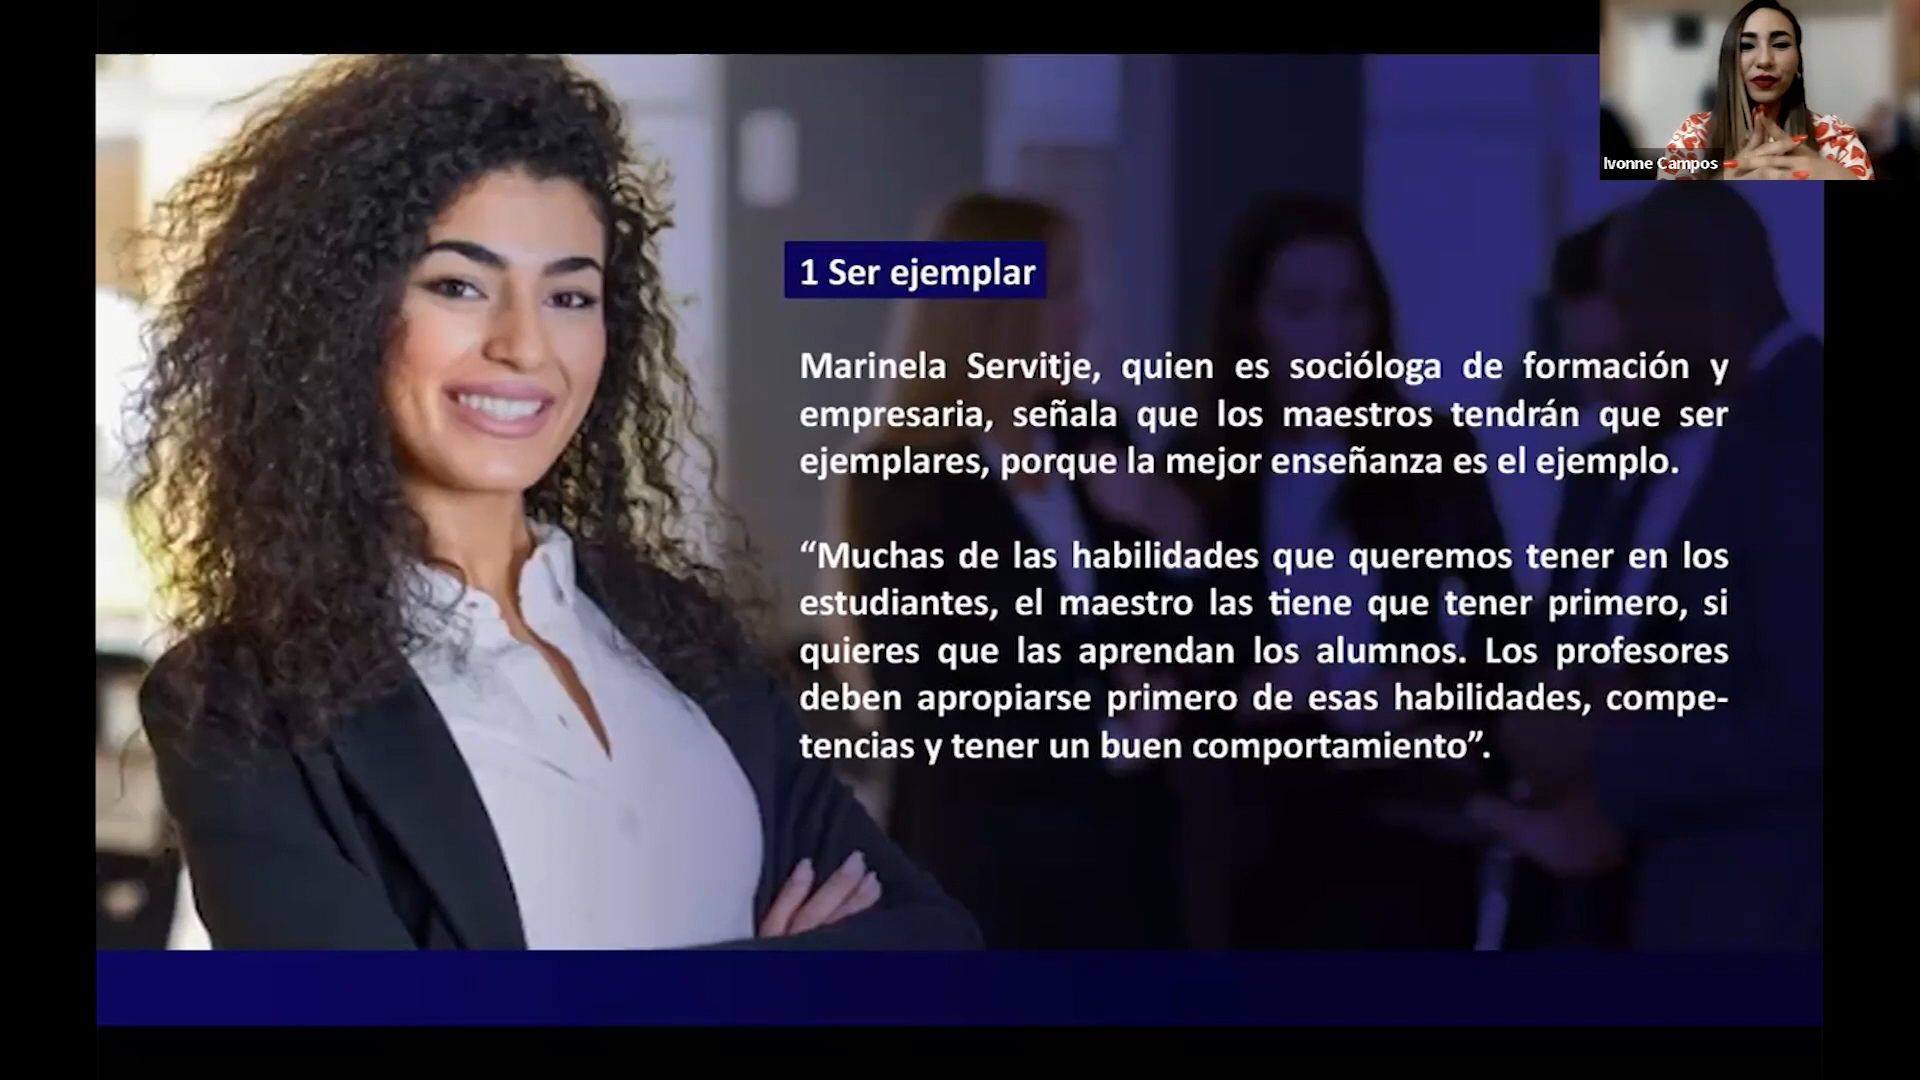 Ivonne Campos
1 Ser ejemplar
Marinela Servitje, quien es socióloga de formación y
empresaria, señala que los maestros tendrán que ser
ejemplares, porque la mejor enseñanza es el ejemplo.
“Muchas de las habilidades que queremos tener en los
estudiantes, el maestro las tiene que tener primero, si
quieres que las aprendan los alumnos. Los profesores
deben apropiarse primero de esas habilidades, compe-
tencias y tener un buen comportamiento”.